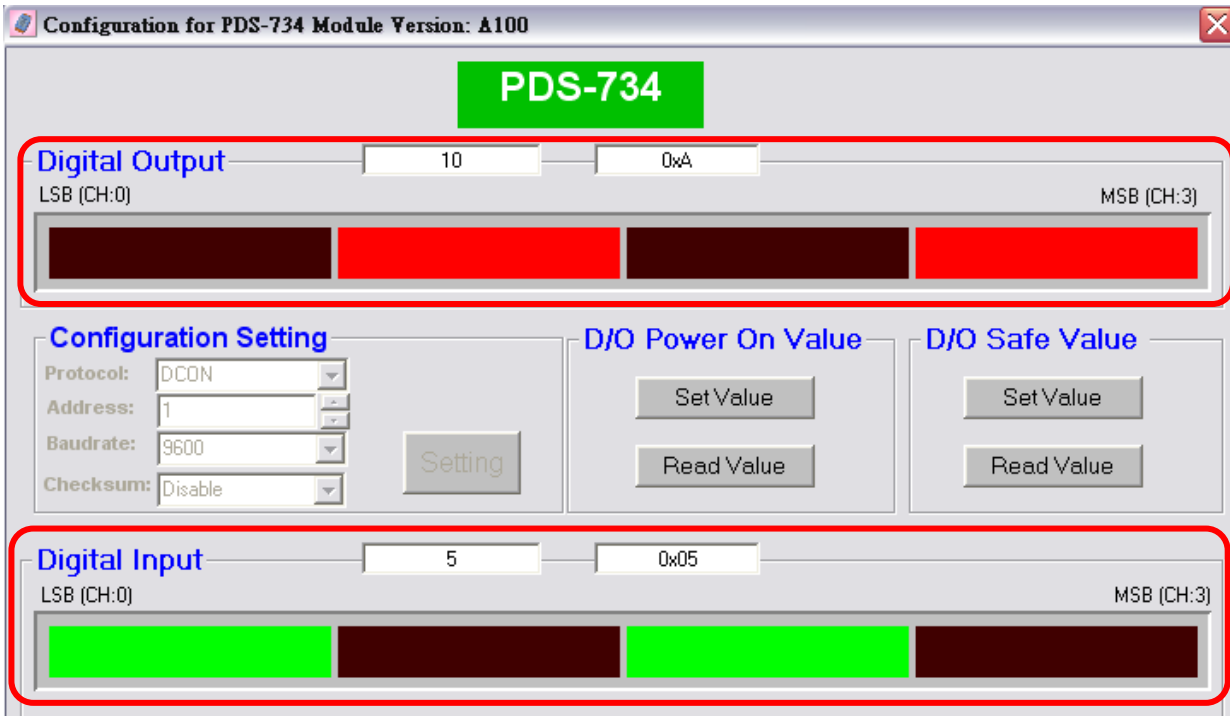 Configuration for PDS-734 Module Version: A100
PDS-734
Digital Output 10 0xA
LSB (CH:0) MSB (CH:3)
Configuration Setting
Protocol: DCON
Address: 1
Baudrate: 9600
Checksum: Disable
Setting
D/O Power On Value
Set Value
Read Value
D/O Safe Value
Set Value
Read Value
Digital Input 5 0x05
LSB (CH:0) MSB (CH:3)